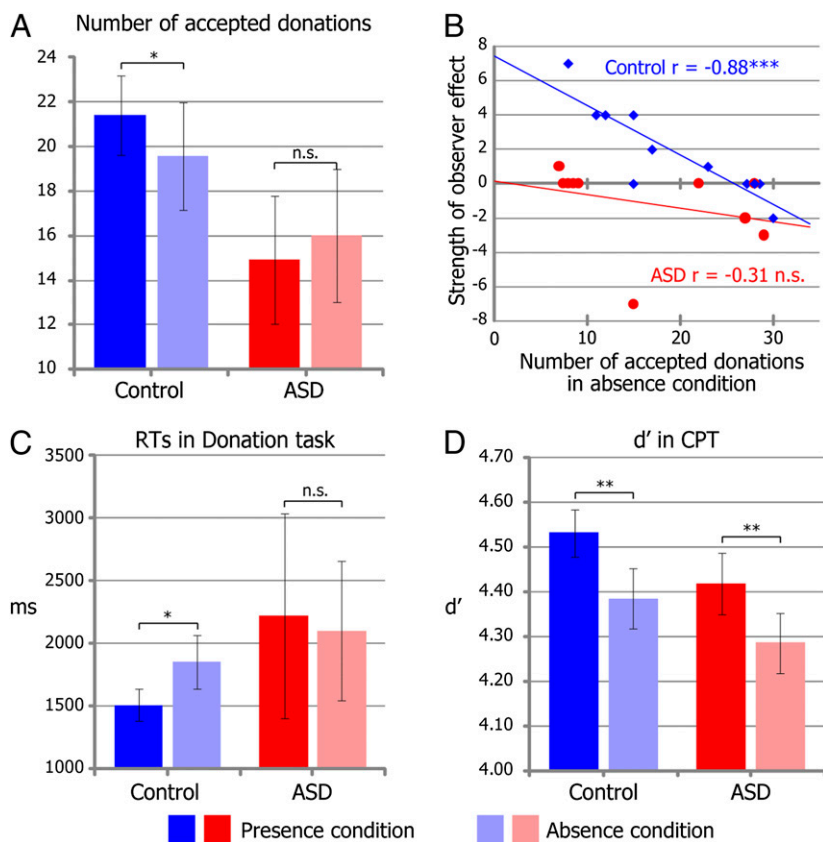 A
Number of accepted donations
24
22
20
18
16
14
12
10
*
n.s.
Control
ASD
B
Strength of observer effect
8
6
4
2
0
-2
-4
-6
-8
Control r = -0.88***
ASD r = -0.31 n.s.
0
10
20
30
Number of accepted donations
in absence condition
C
RTs in Donation task
ms
3500
3000
2500
2000
1500
1000
*
n.s.
Control
ASD
D
d' in CPT
d'
4.70
4.60
4.50
4.40
4.30
4.20
4.10
4.00
**
**
Control
ASD
Presence condition
Absence condition